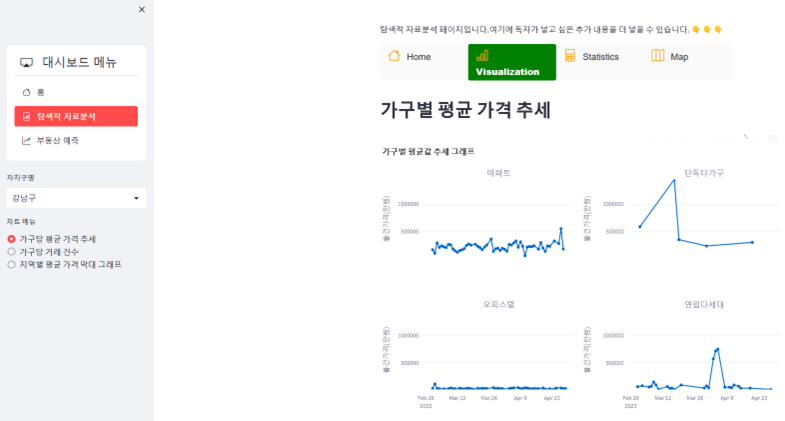 ×
대시보드 메뉴
홈
탐색적 자료분석
부동산 예측
자치구명
강남구
차트 메뉴
가구당 평균 가격 추세
가구당 거래 건수
지역별 평균 가격 막대 그래프
탐색적 자료분석 페이지입니다.여기에 독자가 넣고 싶은 추가 내용을 더 넣을 수 있습니다. 👇👇👇
Home
Visualization
Statistics
Map
가구별 평균 가격 추세
가구별 평균값 추세 그래프
아파트
단독다가구
물건가격(만원)
1000000
500000
물건가격(만원)
1000000
500000
오피스텔
연립다세대
물건가격(만원)
1000000
500000
물건가격(만원)
1000000
500000
Feb 26
2023
Mar 12
Mar 26
Apr 9
Apr 23
Feb 26
2023
Mar 12
Mar 26
Apr 9
Apr 23